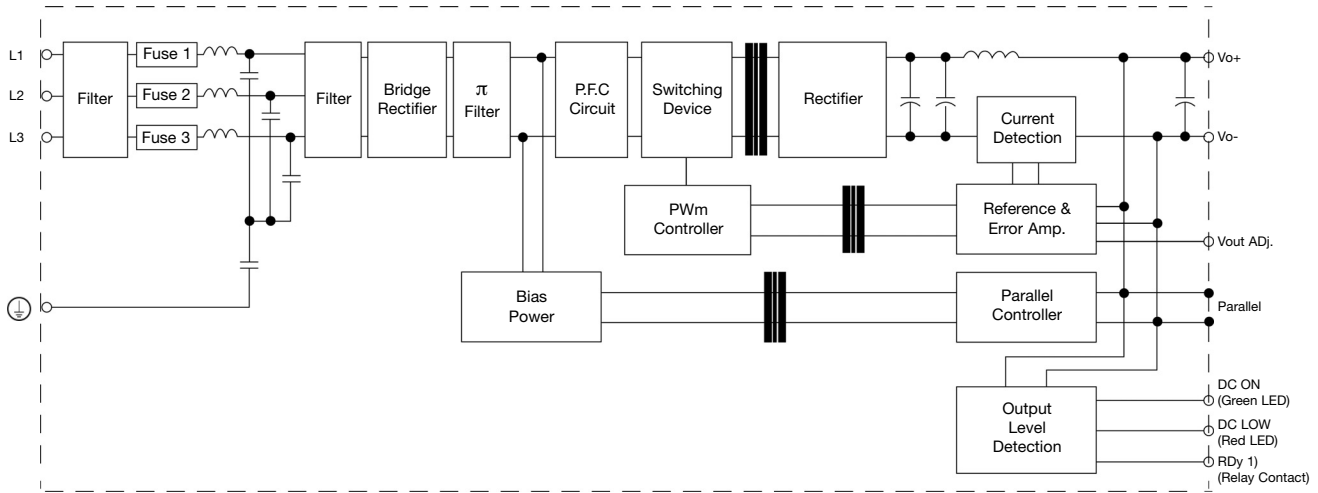 L1
L2
L3
Filter
Fuse 1
Fuse 2
Fuse 3
Filter
Bridge
Rectifier
π
Filter
P.F.C
Circuit
Switching
Device
Rectifier
Current
Detection
Vo+
Vo-
PWm
Controller
Reference &
Error Amp.
Vout ADj.
Bias
Power
Parallel
Controller
Parallel
Output
Level
Detection
DC ON
(Green LED)
DC LOW
(Red LED)
RDy 1)
(Relay Contact)